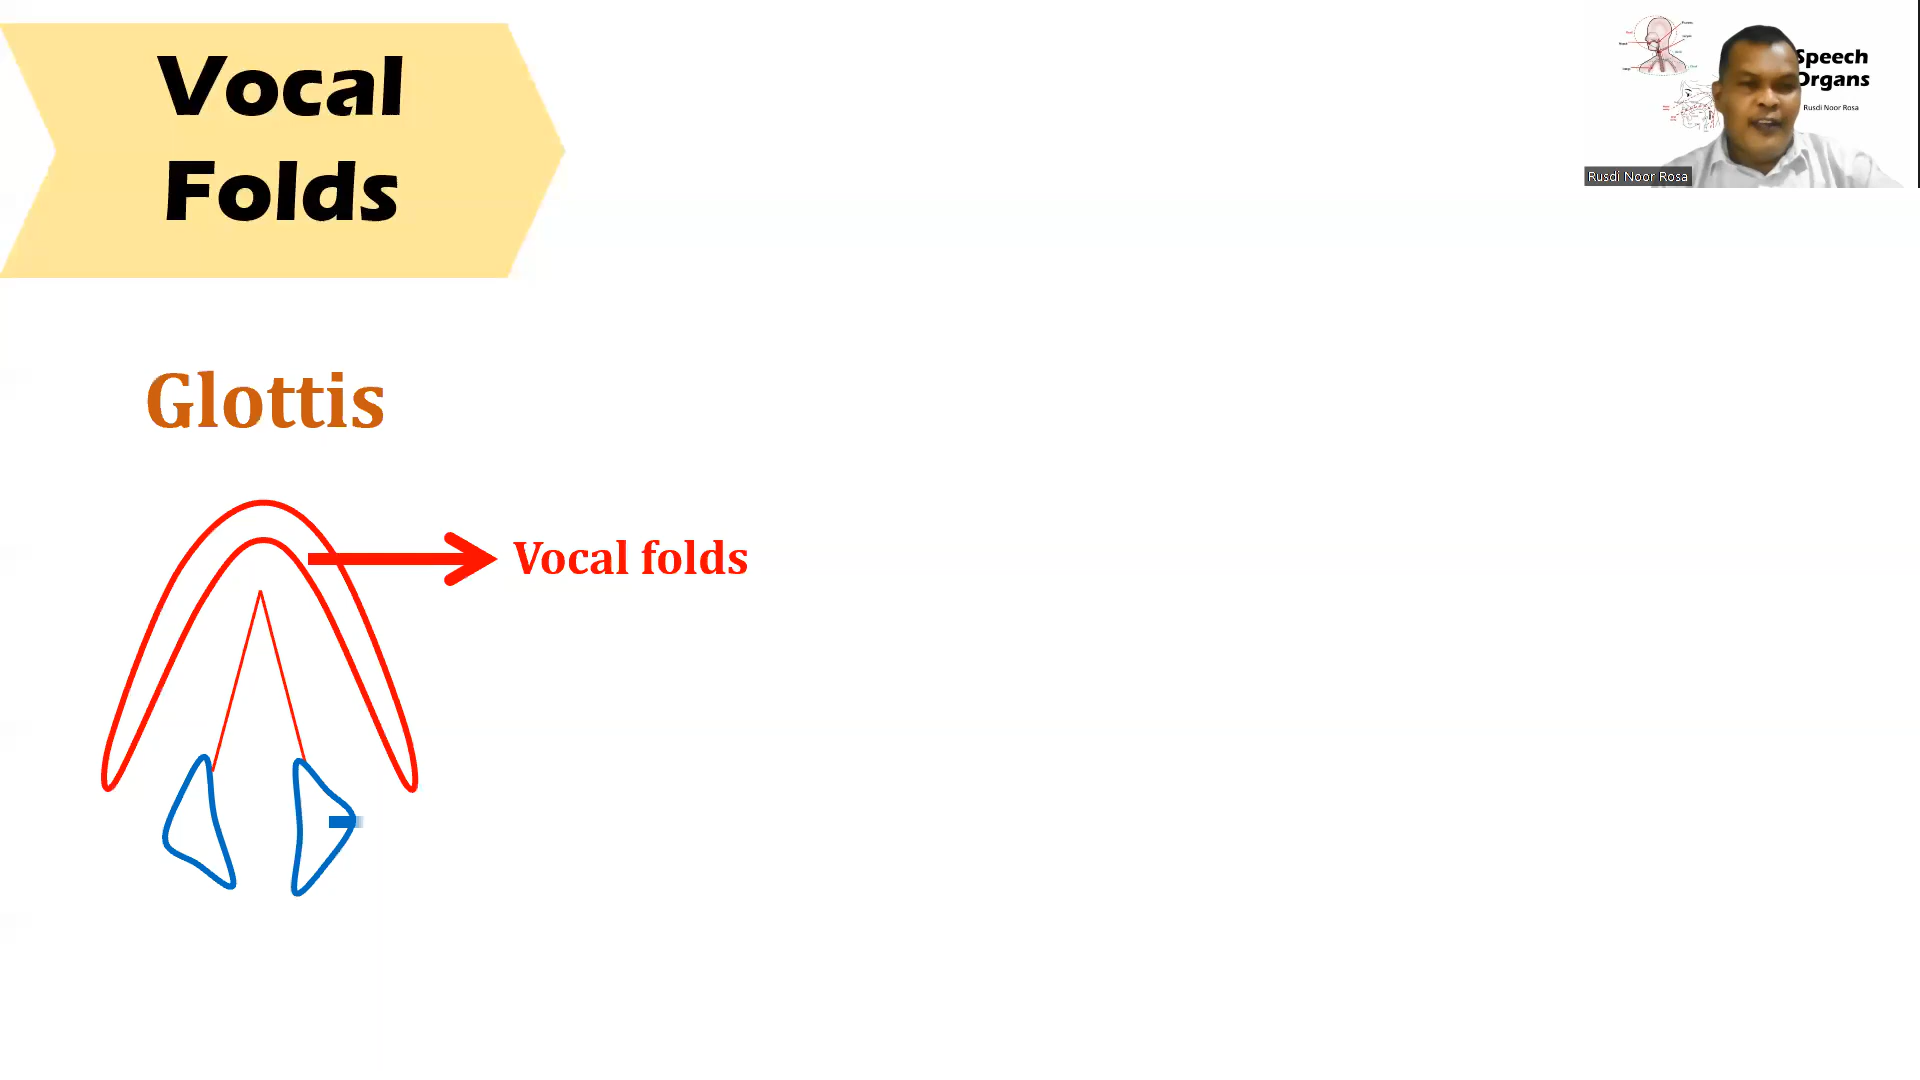 Vocal
Folds
Speech
Organs
Rusdi Noor Rosa
Rusdi Noor Rosa
Glottis
Vocal folds